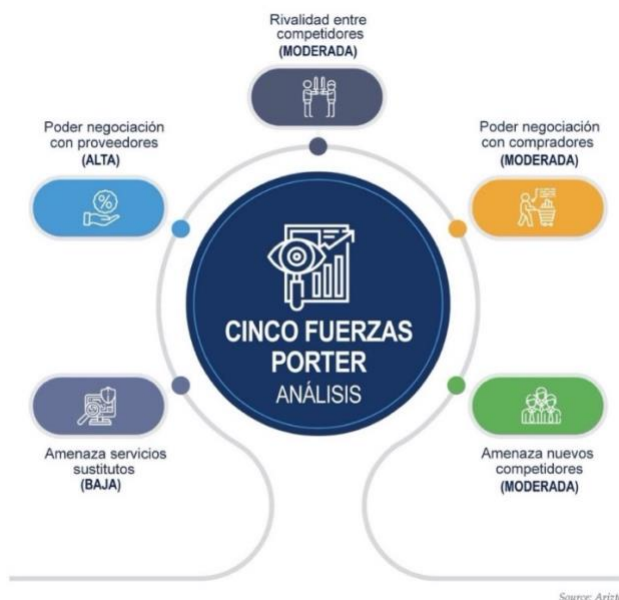 Rivalidad entre
competidores
(MODERADA)
Poder negociación
con proveedores
(ALTA)
Poder negociación
con compradores
(MODERADA)
%
CINCO FUERZAS
PORTER
ANÁLISIS
Amenaza servicios
sustitutos
(BAJA)
Amenaza nuevos
competidores
(MODERADA)
Source: